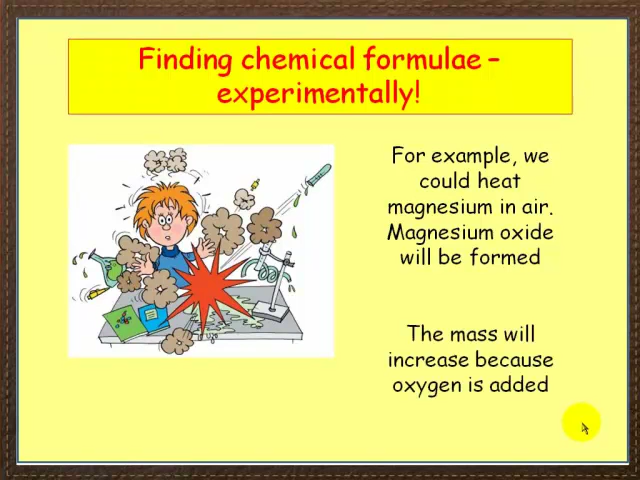 Finding chemical formulae –
experimentally!
For example, we
could heat
magnesium in air.
Magnesium oxide
will be formed
The mass will
increase because
oxygen is added